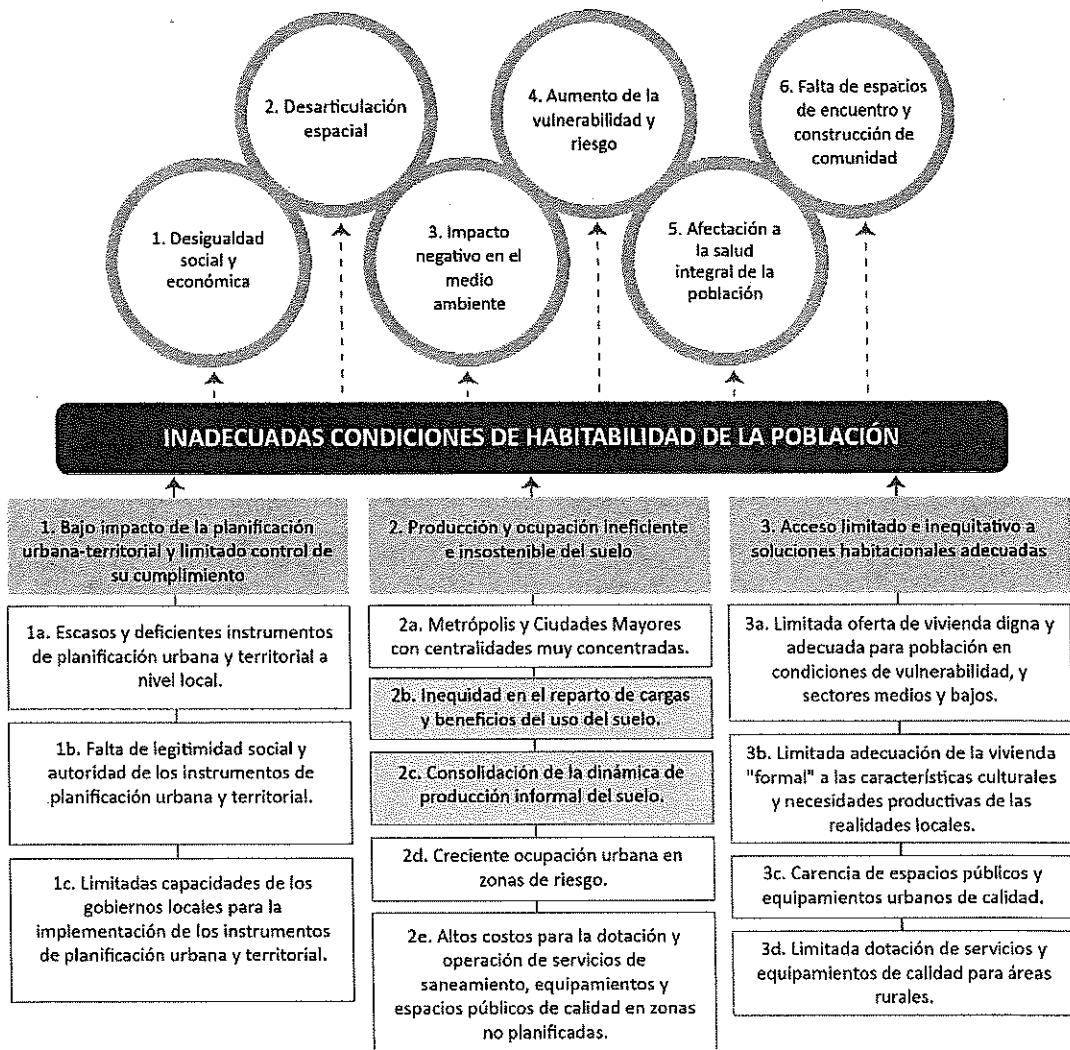 1. Desigualdad
social y
económica
2. Desarticulación
espacial
3. Impacto
negativo en el
medio
ambiente
4. Aumento de la
vulnerabilidad y
riesgo
5. Afectación a
la salud
integral de la
población
6. Falta de espacios
de encuentro y
construcción de
comunidad
INADECUADAS CONDICIONES DE HABITABILIDAD DE LA POBLACIÓN
1. Bajo impacto de la planificación
urbana-territorial y limitado control de
su cumplimiento
1a. Escasos y deficientes instrumentos
de planificación urbana y territorial a
nivel local.
1b. Falta de legitimidad social y
autoridad de los instrumentos de
planificación urbana y territorial.
1c. Limitadas capacidades de los
gobiernos locales para la
implementación de los instrumentos
de planificación urbana y territorial.
2. Producción y ocupación ineficiente
e insostenible del suelo
2a. Metrópolis y Ciudades Mayores
con centralidades muy concentradas.
2b. Inequidad en el reparto de cargas
y beneficios del uso del suelo.
2c. Consolidación de la dinámica de
producción informal del suelo.
2d. Creciente ocupación urbana en
zonas de riesgo.
2e. Altos costos para la dotación y
operación de servicios de
saneamiento, equipamientos y
espacios públicos de calidad en zonas
no planificadas.
3. Acceso limitado e inequitativo a
soluciones habitacionales adecuadas
3a. Limitada oferta de vivienda digna y
adecuada para población en
condiciones de vulnerabilidad, y
sectores medios y bajos.
3b. Limitada adecuación de la vivienda
"formal" a las características culturales
y necesidades productivas de las
realidades locales.
3c. Carencia de espacios públicos y
equipamientos urbanos de calidad.
3d. Limitada dotación de servicios y
equipamientos de calidad para áreas
rurales.